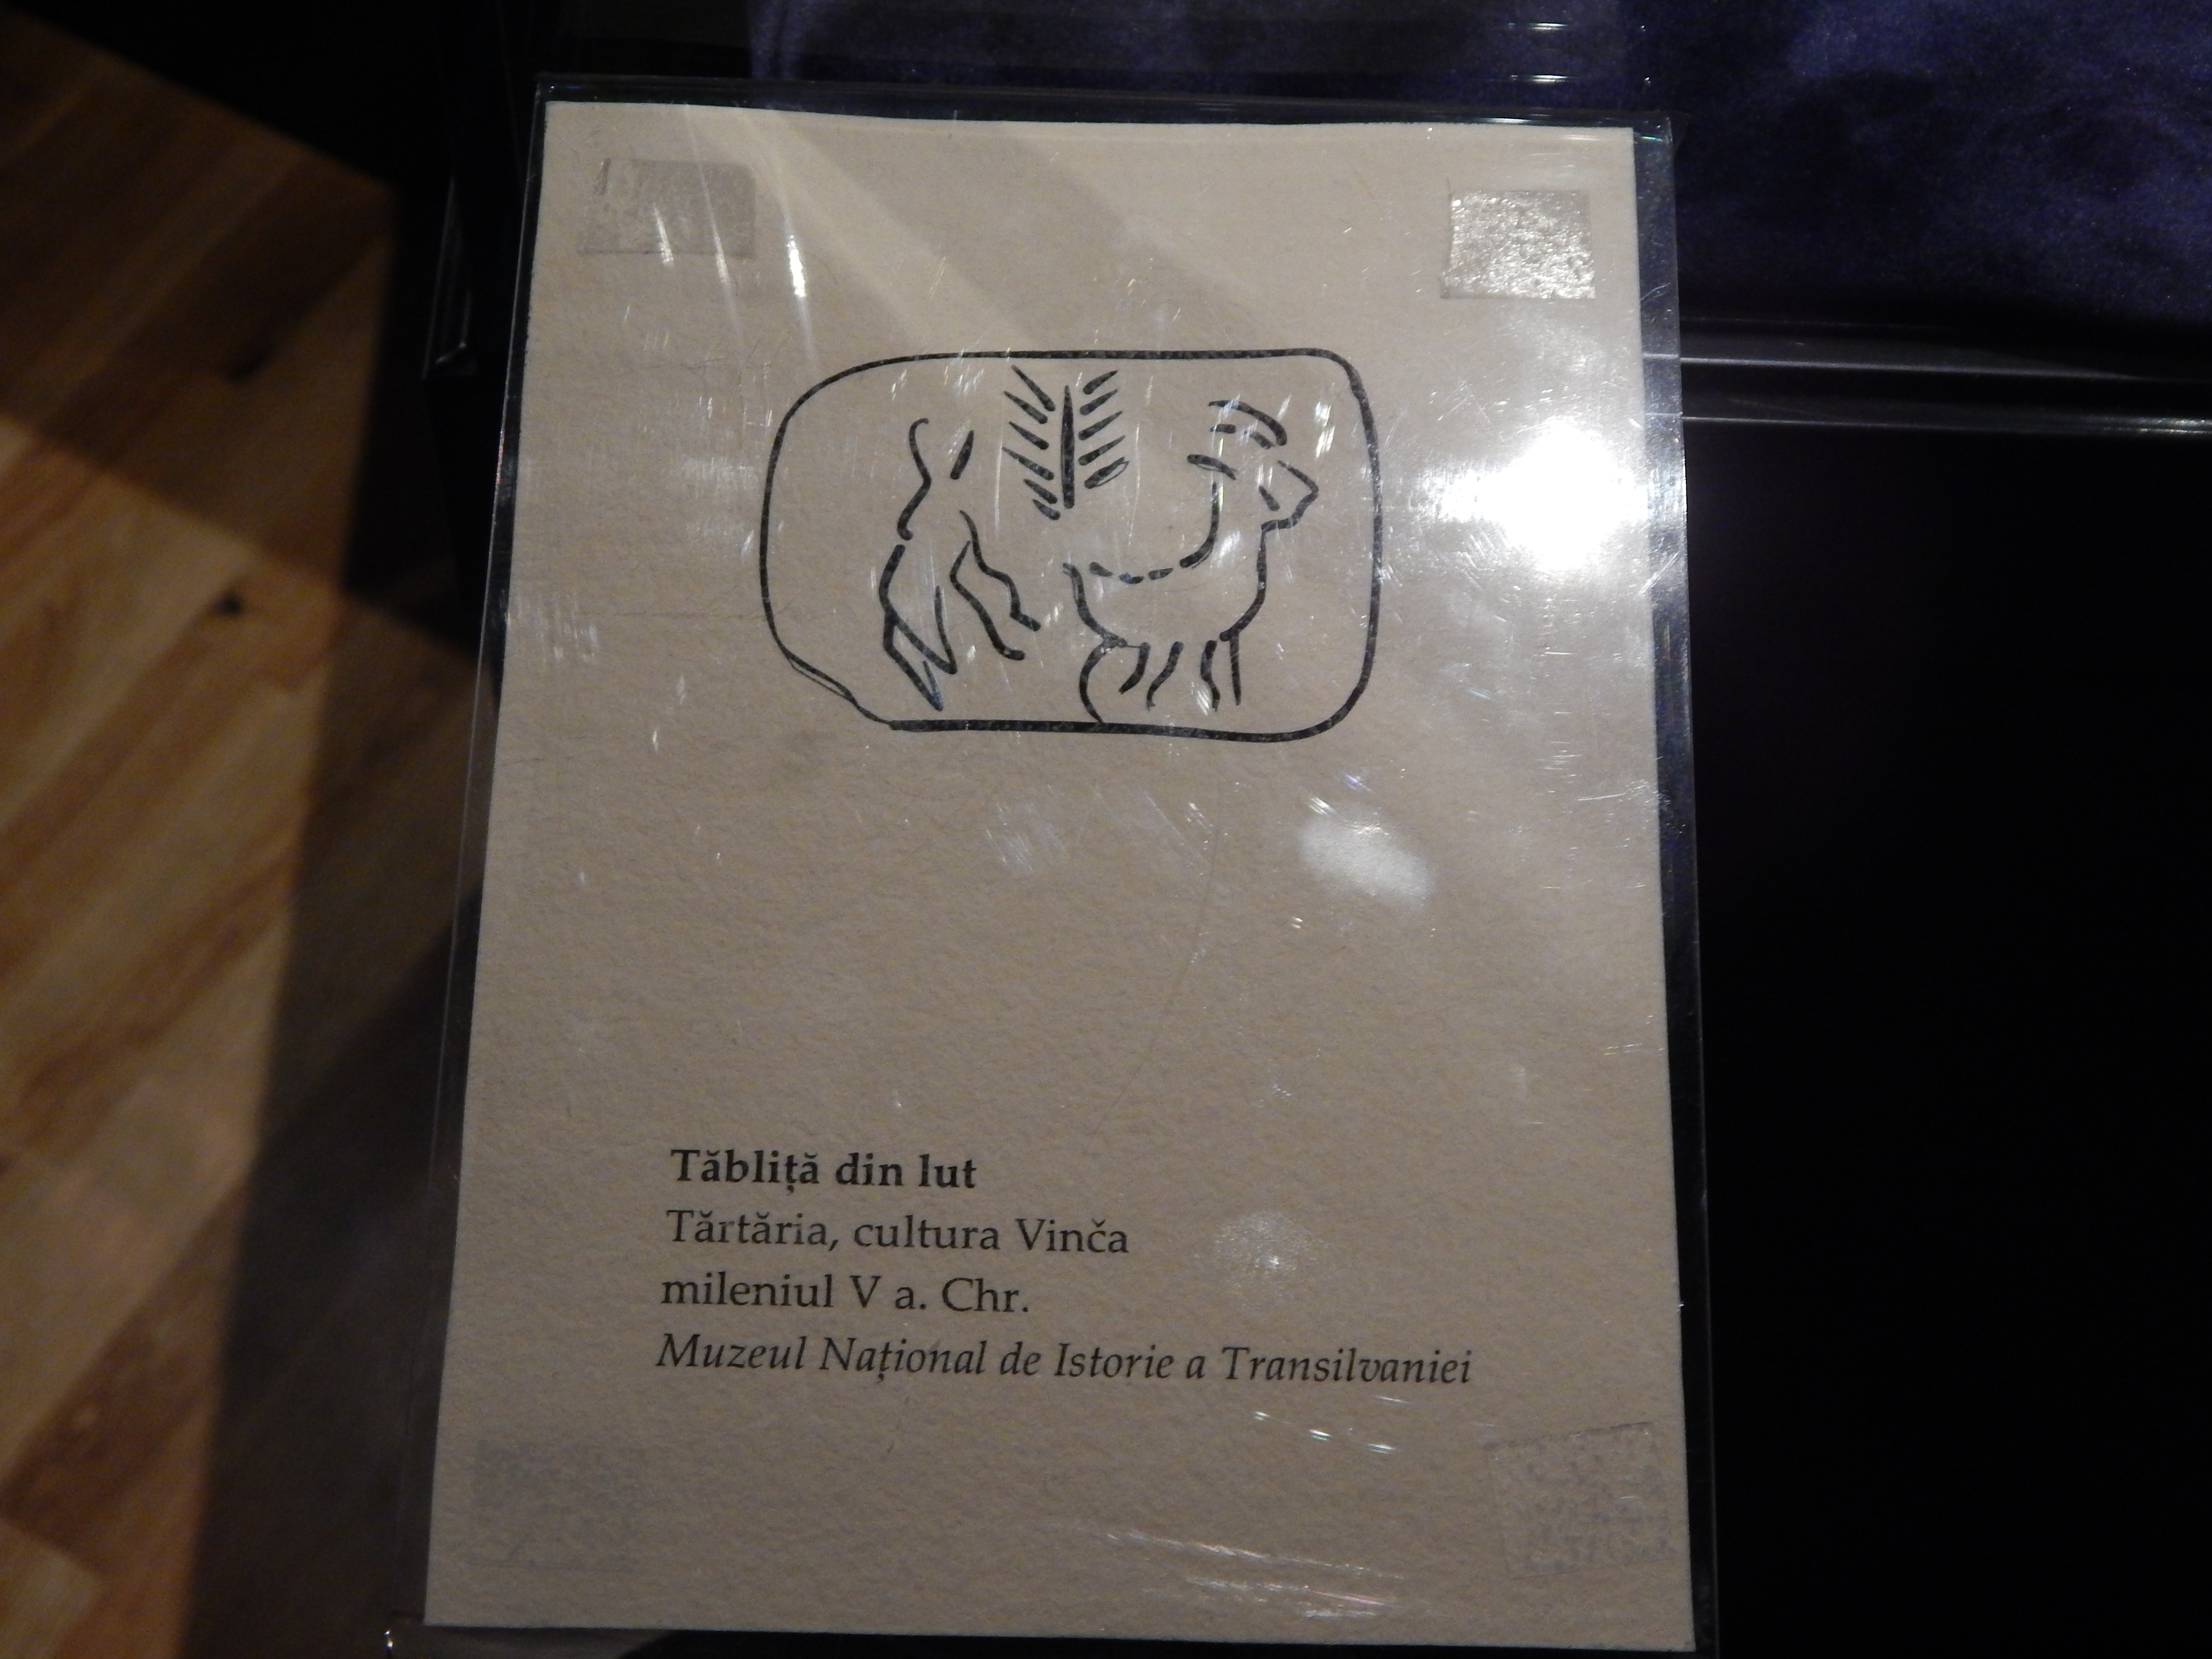 Tăbliță din lut
Tărtăria, cultura Vinča
mileniul V a. Chr.
Muzeul Național de Istorie a Transilvaniei